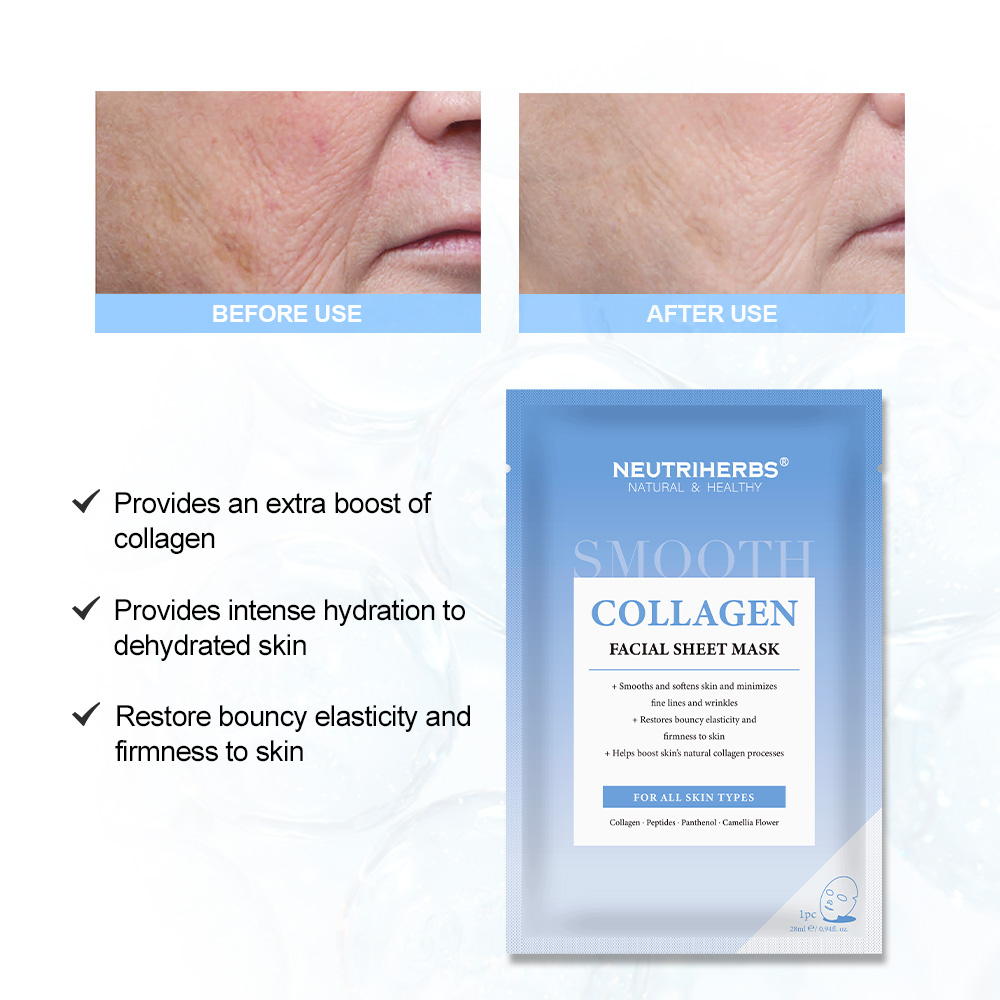 BEFORE USE
AFTER USE
Provides an extra boost of
collagen
Provides intense hydration to
dehydrated skin
Restore bouncy elasticity and
firmness to skin
NEUTRIHERBS®
NATURAL & HEALTHY
SMOOTH
COLLAGEN
FACIAL SHEET MASK
+ Smooths and softens skin and minimizes
fine lines and wrinkles
+ Restores bouncy elasticity and
firmness to skin
+ Helps boost skin's natural collagen processes
FOR ALL SKIN TYPES
Collagen · Peptides · Panthenol · Camellia Flower
1pc
28ml ℮/ 0.94fl. oz.